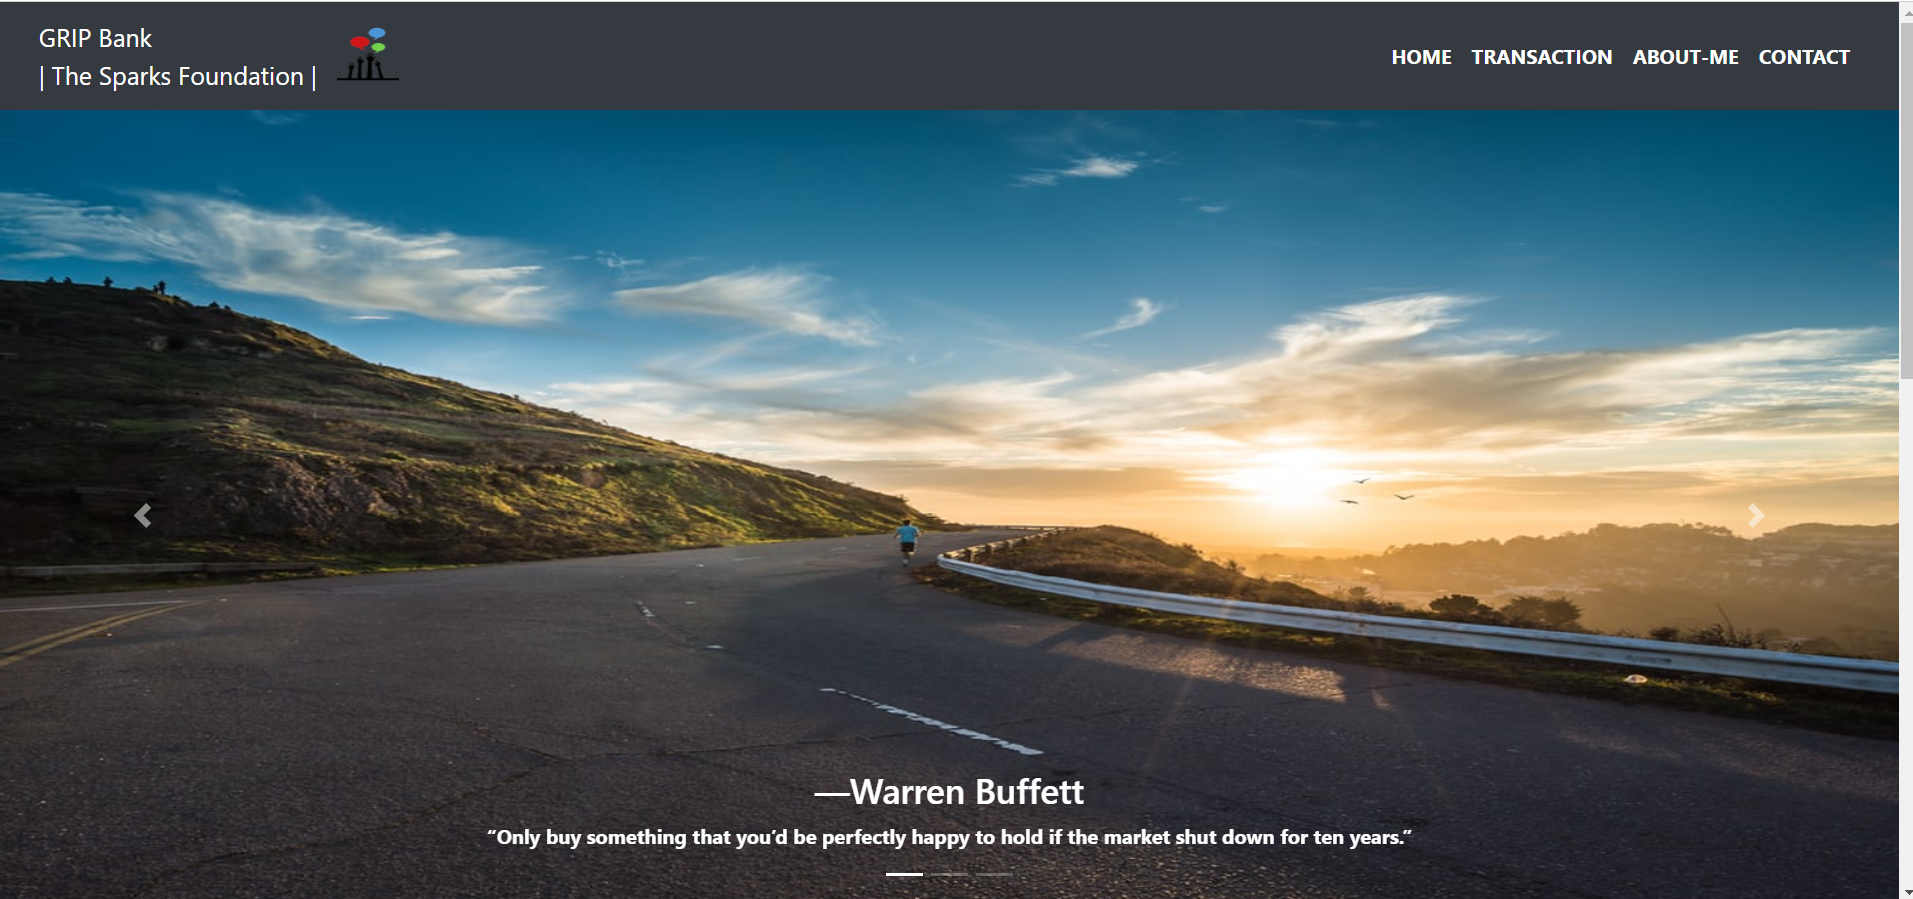 GRIP Bank
| The Sparks Foundation |
HOME TRANSACTION ABOUT-ME CONTACT
—Warren Buffett
“Only buy something that you’d be perfectly happy to hold if the market shut down for ten years.”